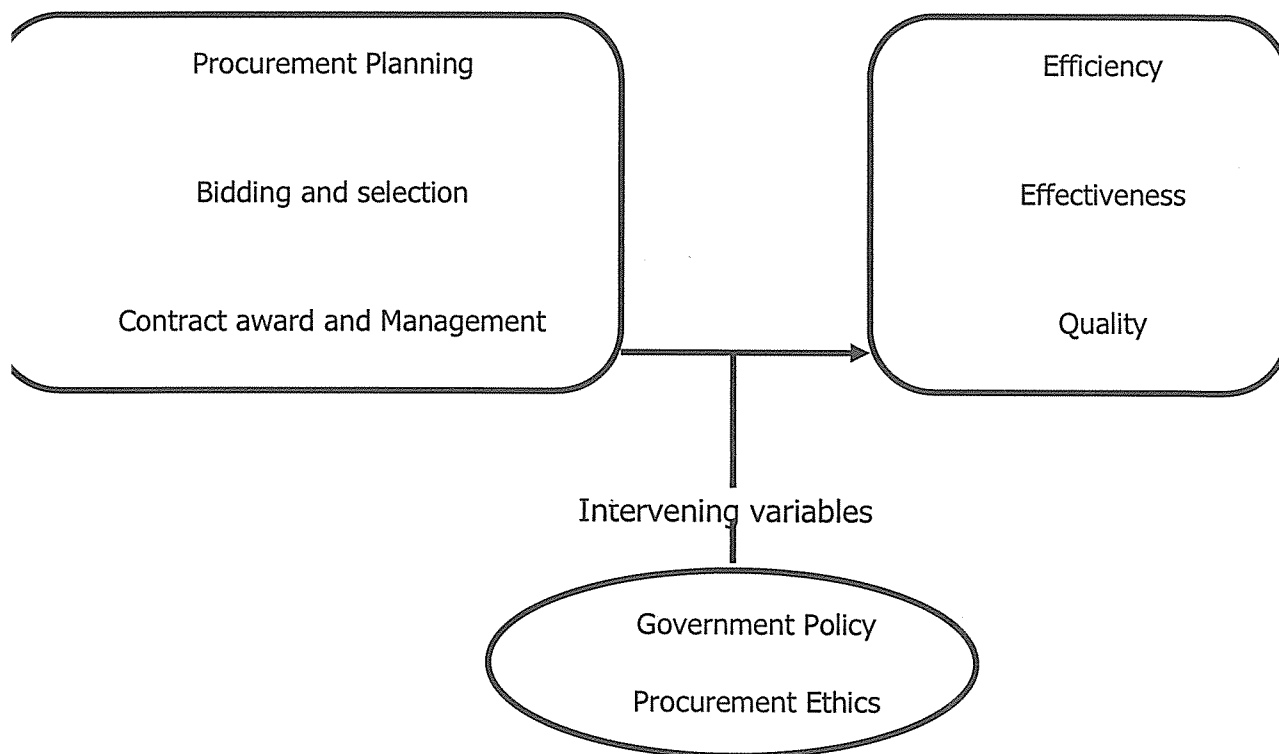 Procurement Planning
Bidding and selection
Contract award and Management
Efficiency
Effectiveness
Quality
Intervening variables
Government Policy
Procurement Ethics